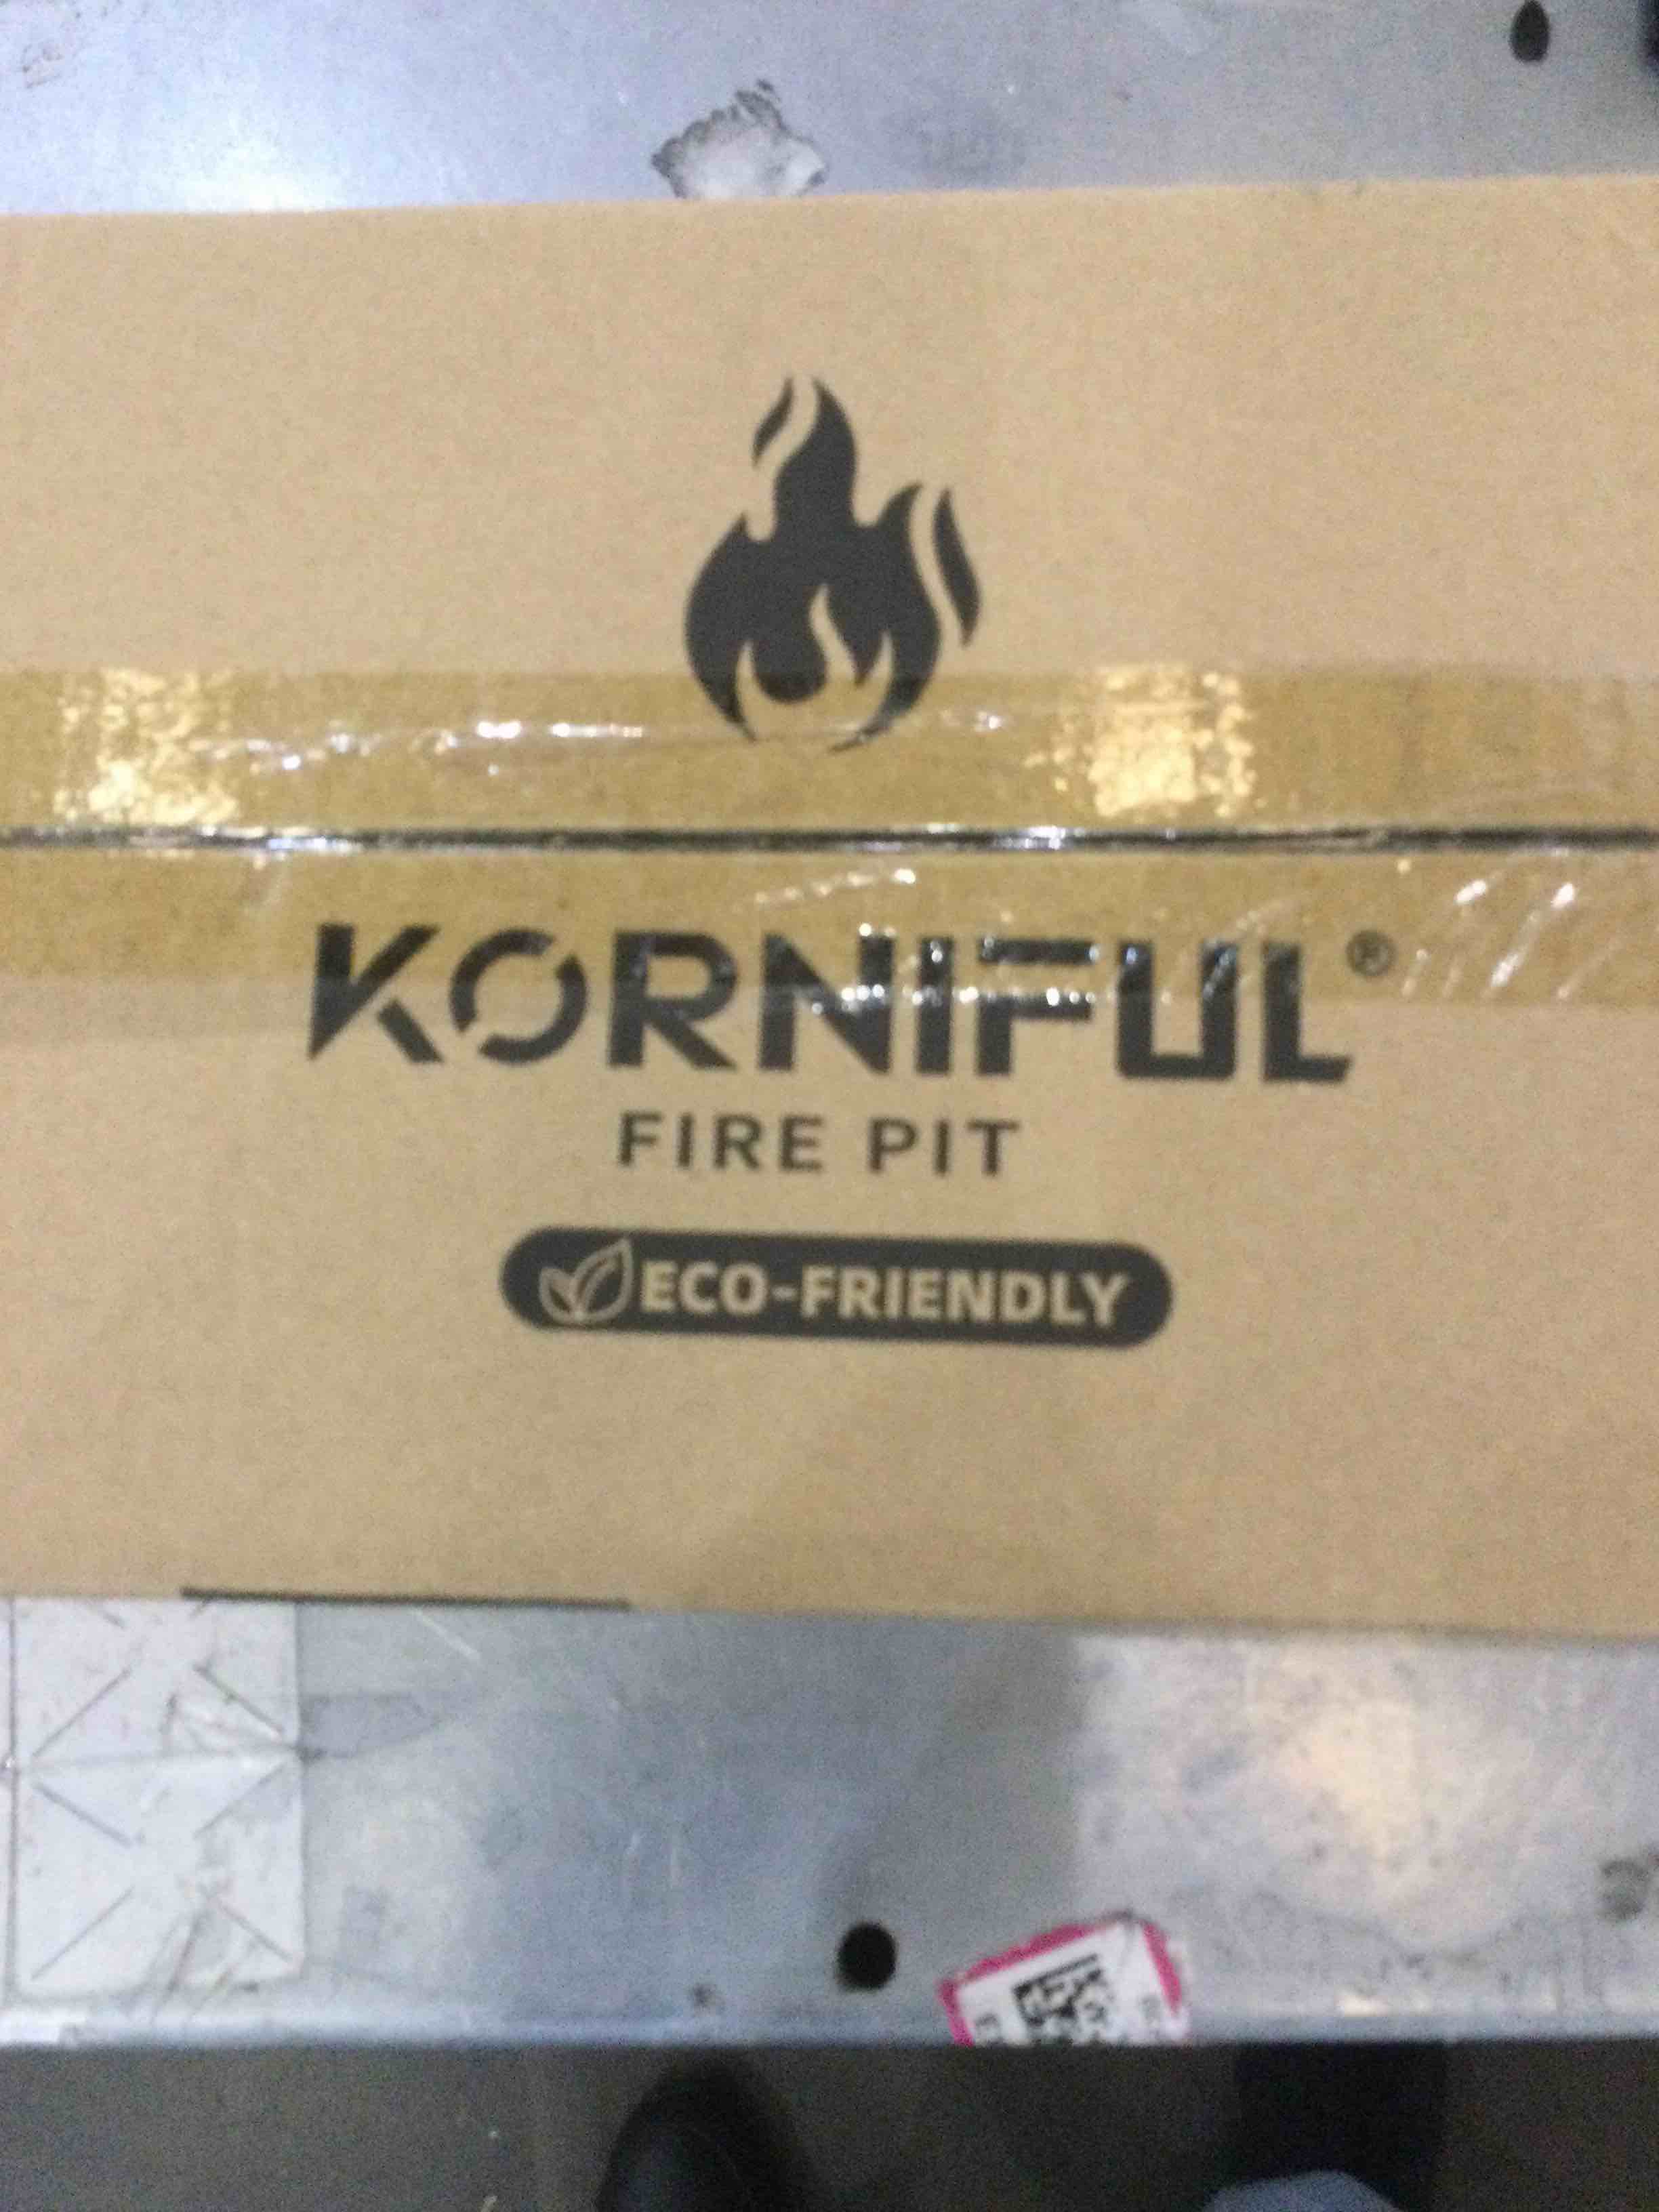 KORNIFUL®
FIRE PIT
ECO-FRIENDLY